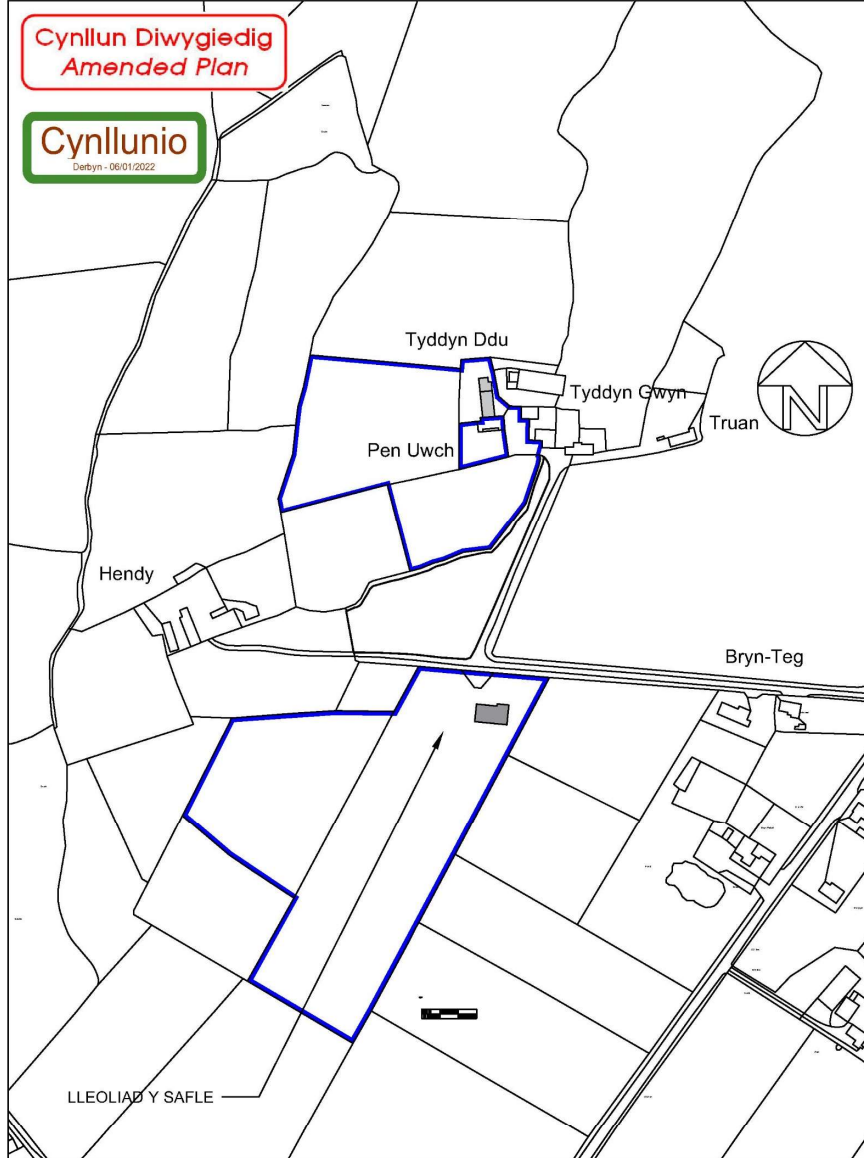 Cynllun Diwygiedig
Amended Plan
Cynllunio
Derbyn - 06/01/2022
Tyddyn Ddu
Tyddyn Gwyn
Truan
Pen Uwch
N
Hendy
Bryn-Teg
LLEOLIAD Y SAFLE